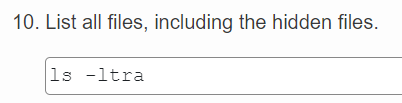 10. List all files, including the hidden files.
ls -ltra